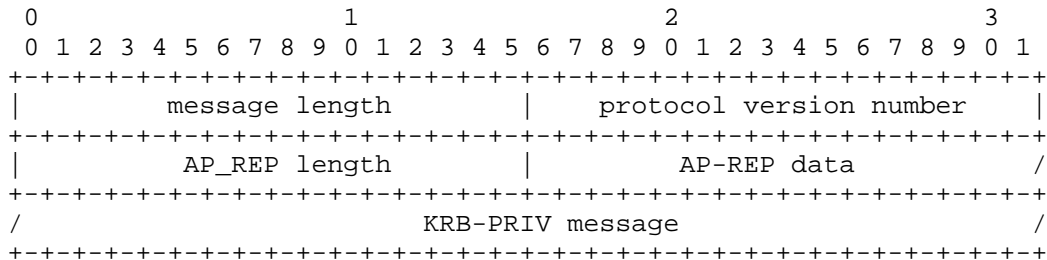 0                   1                   2                   3
 0 1 2 3 4 5 6 7 8 9 0 1 2 3 4 5 6 7 8 9 0 1 2 3 4 5 6 7 8 9 0 1
+-+-+-+-+-+-+-+-+-+-+-+-+-+-+-+-+-+-+-+-+-+-+-+-+-+-+-+-+-+-+-+-+
|         message length        |    protocol version number    |
+-+-+-+-+-+-+-+-+-+-+-+-+-+-+-+-+-+-+-+-+-+-+-+-+-+-+-+-+-+-+-+-+
|          AP_REP length        |         AP-REP data           /
+-+-+-+-+-+-+-+-+-+-+-+-+-+-+-+-+-+-+-+-+-+-+-+-+-+-+-+-+-+-+-+-+
/                         KRB-PRIV message                      /
+-+-+-+-+-+-+-+-+-+-+-+-+-+-+-+-+-+-+-+-+-+-+-+-+-+-+-+-+-+-+-+-+